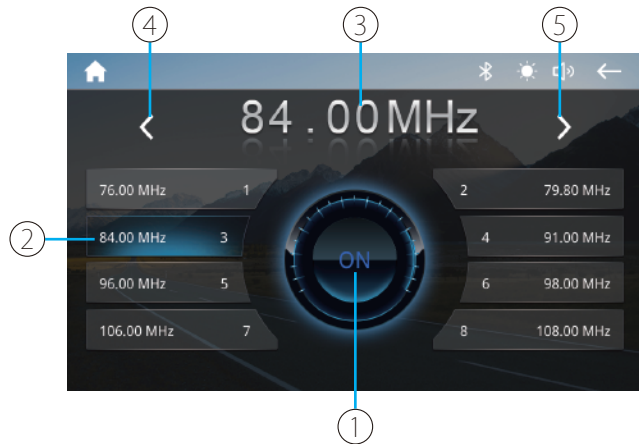 4 3 5
84.00MHz
76.00 MHz 1 2 79.80 MHz
84.00 MHz 3 4 91.00 MHz
2
ON
96.00 MHz 5 6 98.00 MHz
106.00 MHz 7 8 108.00 MHz
1